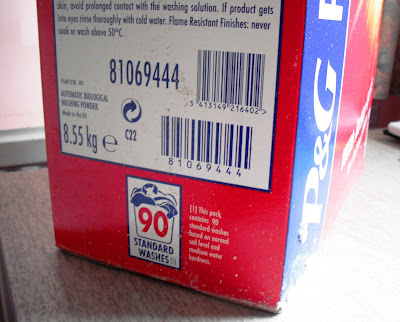 skin, avoid prolonged contact with the washing solution. If product gets
into eyes rinse thoroughly with cold water. Flame Resistant Finishes: never
soak or wash above 50°C.
81069444
5413149216402
AUTOMATIC BIOLOGICAL
WASHING POWDER.
Made in the EU
8.55 kg e
C22
81069444
90
STANDARD
WASHES (1)
(1) This pack
contains 90
standard washes
based on normal
soil level and
medium water
hardness
P&G